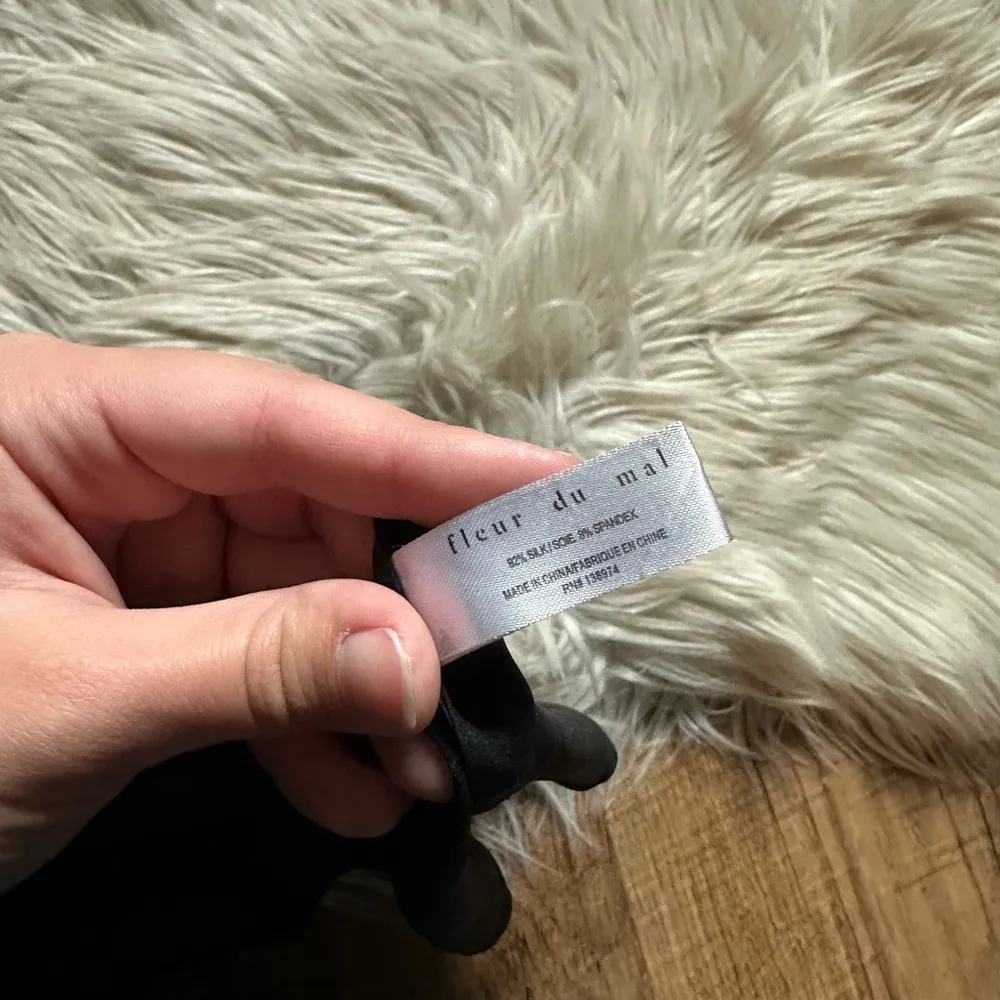 fleur du mal
92% SILK/SOIE 8% SPANDEX
MADE IN CHINA/FABRIQUE EN CHINE
RN# 138974